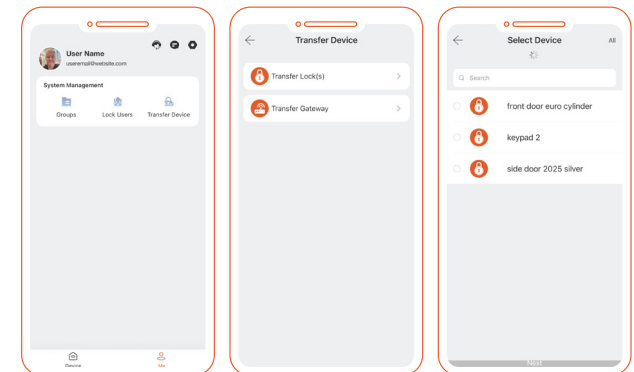 User Name
useremail@website.com
System Management
Groups
Lock Users
Transfer Device
Device
Me
Transfer Device
Transfer Lock(s)
Transfer Gateway
Select Device
All
Search
front door euro cylinder
keypad 2
side door 2025 silver
Next